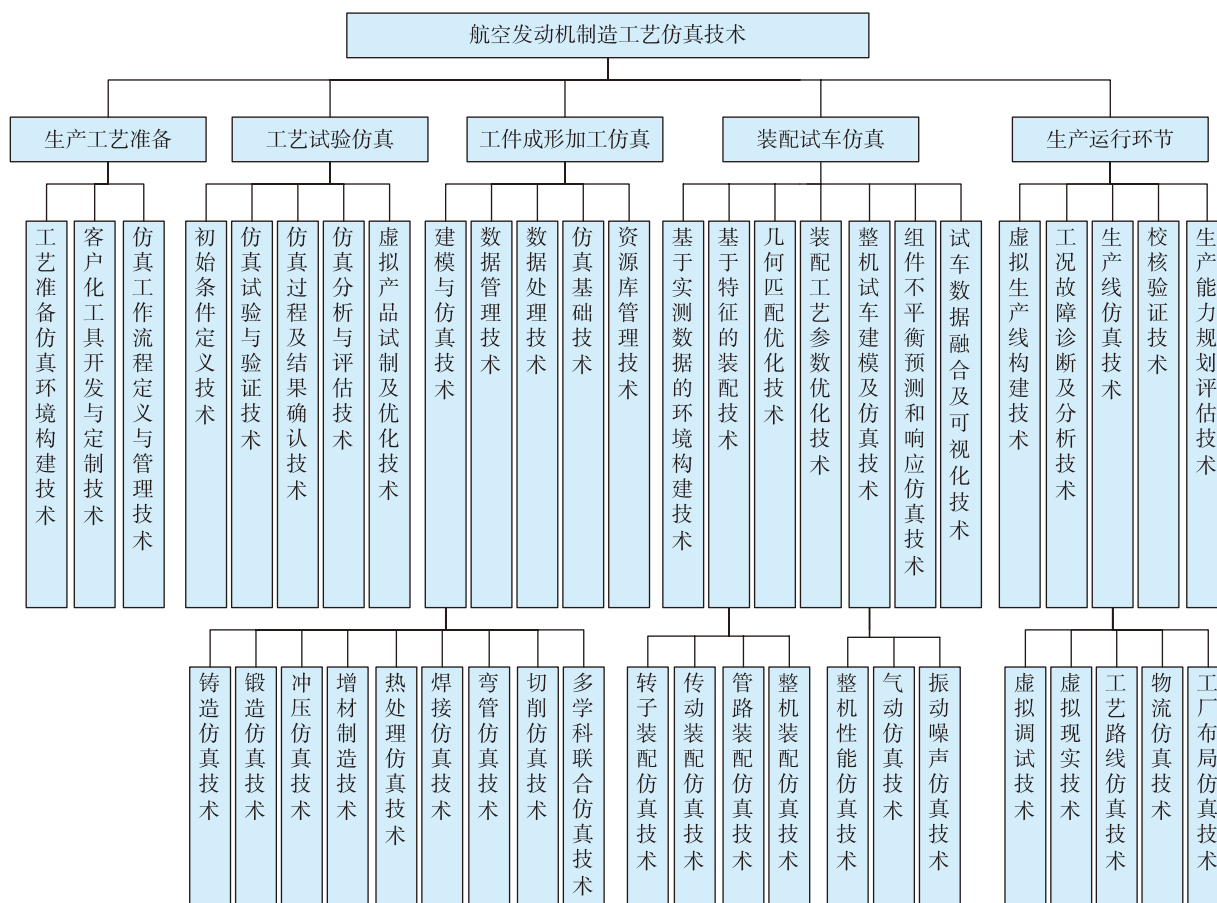 航空发动机制造工艺仿真技术
生产工艺准备
工艺试验仿真
工件成形加工仿真
装配试车仿真
生产运行环节
工艺准备仿真环境构建技术
客户化工具开发与定制技术
仿真工作流程定义与管理技术
初始条件定义技术
仿真试验与验证技术
仿真过程及结果确认技术
仿真分析与评估技术
虚拟产品试制及优化技术
建模与仿真技术
数据管理技术
数据处理技术
仿真基础技术
资源库管理技术
基于实测数据的环境构建技术
基于特征的装配技术
几何匹配优化技术
装配工艺参数优化技术
整机试车建模及仿真技术
组件不平衡预测和响应仿真技术
试车数据融合及可视化技术
虚拟生产线构建技术
工况故障诊断及分析技术
生产线仿真技术
校核验证技术
生产能力规划评估技术
铸造仿真技术
锻造仿真技术
冲压仿真技术
增材制造技术
热处理仿真技术
焊接仿真技术
弯管仿真技术
切削仿真技术
多学科联合仿真技术
转子装配仿真技术
传动装配仿真技术
管路装配仿真技术
整机装配仿真技术
整机性能仿真技术
气动仿真技术
振动噪声仿真技术
虚拟调试技术
虚拟现实技术
工艺路线仿真技术
物流仿真技术
工厂布局仿真技术